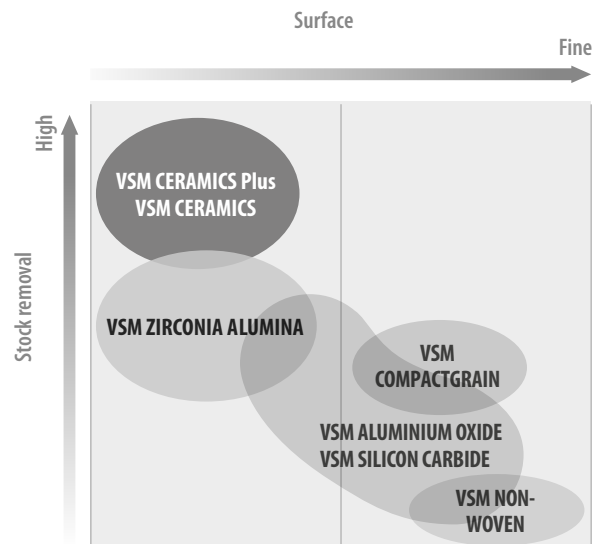 Surface
Fine
High
Stock removal
VSM CERAMICS Plus
VSM CERAMICS
VSM ZIRCONIA ALUMINA
VSM
COMPACTGRAIN
VSM ALUMINIUM OXIDE
VSM SILICON CARBIDE
VSM NON-
WOVEN